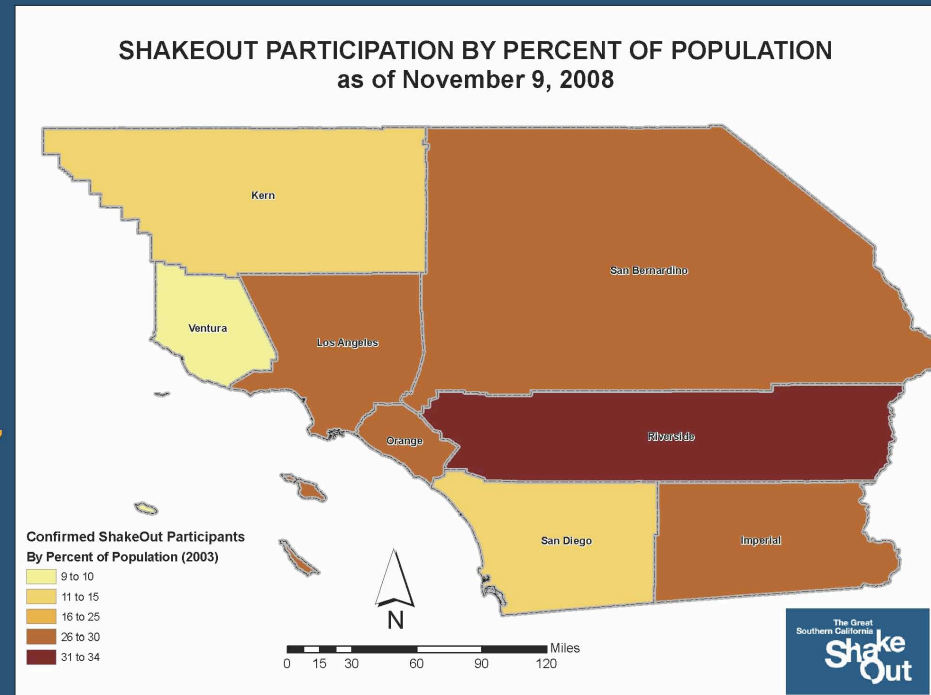 SHAKEOUT PARTICIPATION BY PERCENT OF POPULATION
as of November 9, 2008
Kern
San Bernardino
Ventura
Los Angeles
Orange
Riverside
San Diego
Imperial
Confirmed ShakeOut Participants
By Percent of Population (2003)
9 to 10
11 to 15
16 to 25
26 to 30
31 to 34
N
Miles
0 15 30 60 90 120
The Great
Southern California
Shake
Out